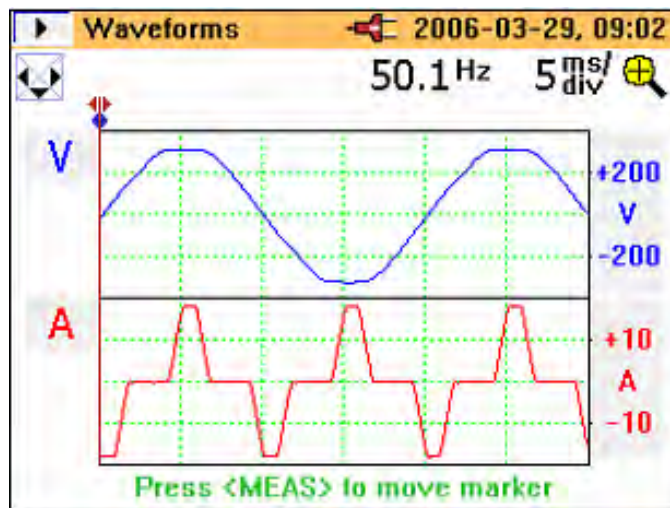 Waveforms 2006-03-29, 09:02
50.1 Hz 5 ms/div
V
+200
V
-200
A
+10
A
-10
Press <MEAS> to move marker